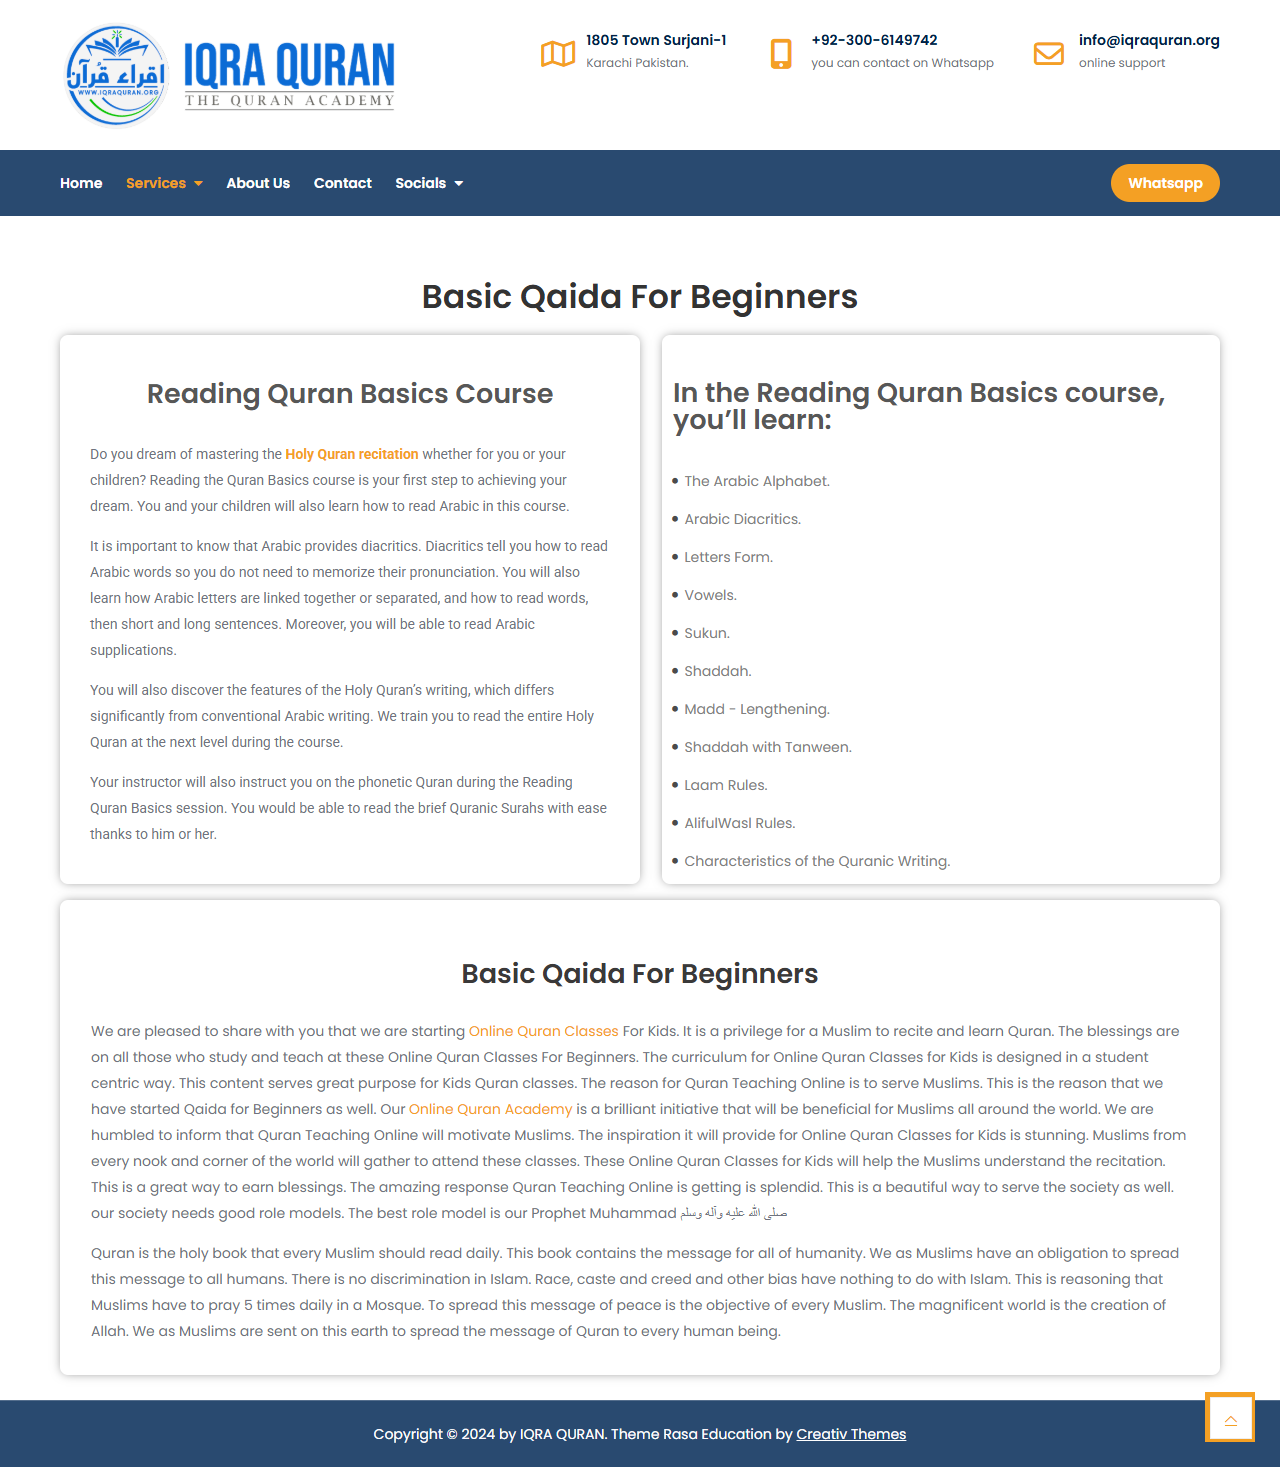 اقراء قرآن
WWW.IQRAQURAN.ORG
IQRA QURAN
THE QURAN ACADEMY
1805 Town Surjani-1
Karachi Pakistan.
+92-300-6149742
you can contact on Whatsapp
info@iqraquran.org
online support
Home Services About Us Contact Socials Whatsapp
Basic Qaida For Beginners
Reading Quran Basics Course
Do you dream of mastering the Holy Quran recitation whether for you or your
children? Reading the Quran Basics course is your first step to achieving your
dream. You and your children will also learn how to read Arabic in this course.
It is important to know that Arabic provides diacritics. Diacritics tell you how to read
Arabic words so you do not need to memorize their pronunciation. You will also
learn how Arabic letters are linked together or separated, and how to read words,
then short and long sentences. Moreover, you will be able to read Arabic
supplications.
You will also discover the features of the Holy Quran’s writing, which differs
significantly from conventional Arabic writing. We train you to read the entire Holy
Quran at the next level during the course.
Your instructor will also instruct you on the phonetic Quran during the Reading
Quran Basics session. You would be able to read the brief Quranic Surahs with ease
thanks to him or her.
In the Reading Quran Basics course,
you’ll learn:
• The Arabic Alphabet.
• Arabic Diacritics.
• Letters Form.
• Vowels.
• Sukun.
• Shaddah.
• Madd - Lengthening.
• Shaddah with Tanween.
• Laam Rules.
• AlifulWasl Rules.
• Characteristics of the Quranic Writing.
Basic Qaida For Beginners
We are pleased to share with you that we are starting Online Quran Classes For Kids. It is a privilege for a Muslim to recite and learn Quran. The blessings are
on all those who study and teach at these Online Quran Classes For Beginners. The curriculum for Online Quran Classes for Kids is designed in a student
centric way. This content serves great purpose for Kids Quran classes. The reason for Quran Teaching Online is to serve Muslims. This is the reason that we
have started Qaida for Beginners as well. Our Online Quran Academy is a brilliant initiative that will be beneficial for Muslims all around the world. We are
humbled to inform that Quran Teaching Online will motivate Muslims. The inspiration it will provide for Online Quran Classes for Kids is stunning. Muslims from
every nook and corner of the world will gather to attend these classes. These Online Quran Classes for Kids will help the Muslims understand the recitation.
This is a great way to earn blessings. The amazing response Quran Teaching Online is getting is splendid. This is a beautiful way to serve the society as well.
our society needs good role models. The best role model is our Prophet Muhammad صلى الله عليه وآله وسلم
Quran is the holy book that every Muslim should read daily. This book contains the message for all of humanity. We as Muslims have an obligation to spread
this message to all humans. There is no discrimination in Islam. Race, caste and creed and other bias have nothing to do with Islam. This is reasoning that
Muslims have to pray 5 times daily in a Mosque. To spread this message of peace is the objective of every Muslim. The magnificent world is the creation of
Allah. We as Muslims are sent on this earth to spread the message of Quran to every human being.
Copyright © 2024 by IQRA QURAN. Theme Rasa Education by Creativ Themes